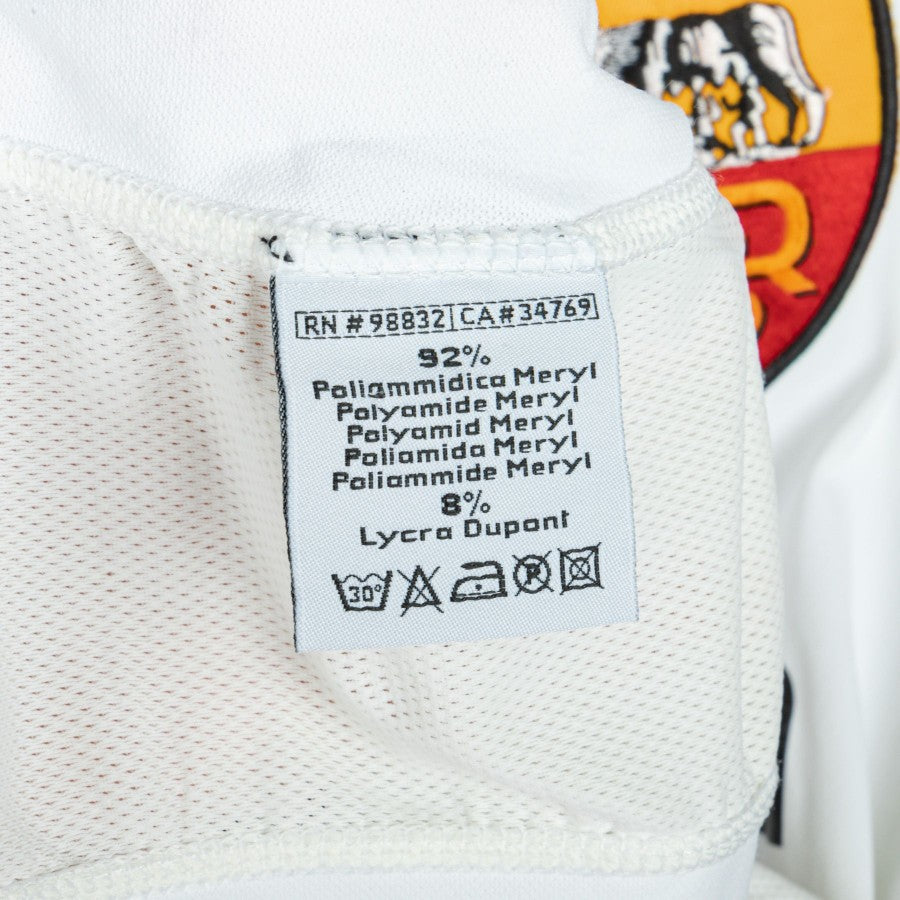 RN #98832 CA#34769
92%
Poliammidica Meryl
Polyamide Meryl
Polyamid Meryl
Poliamida Meryl
Poliammide Meryl
8%
Lycra Dupont
30°
P
R